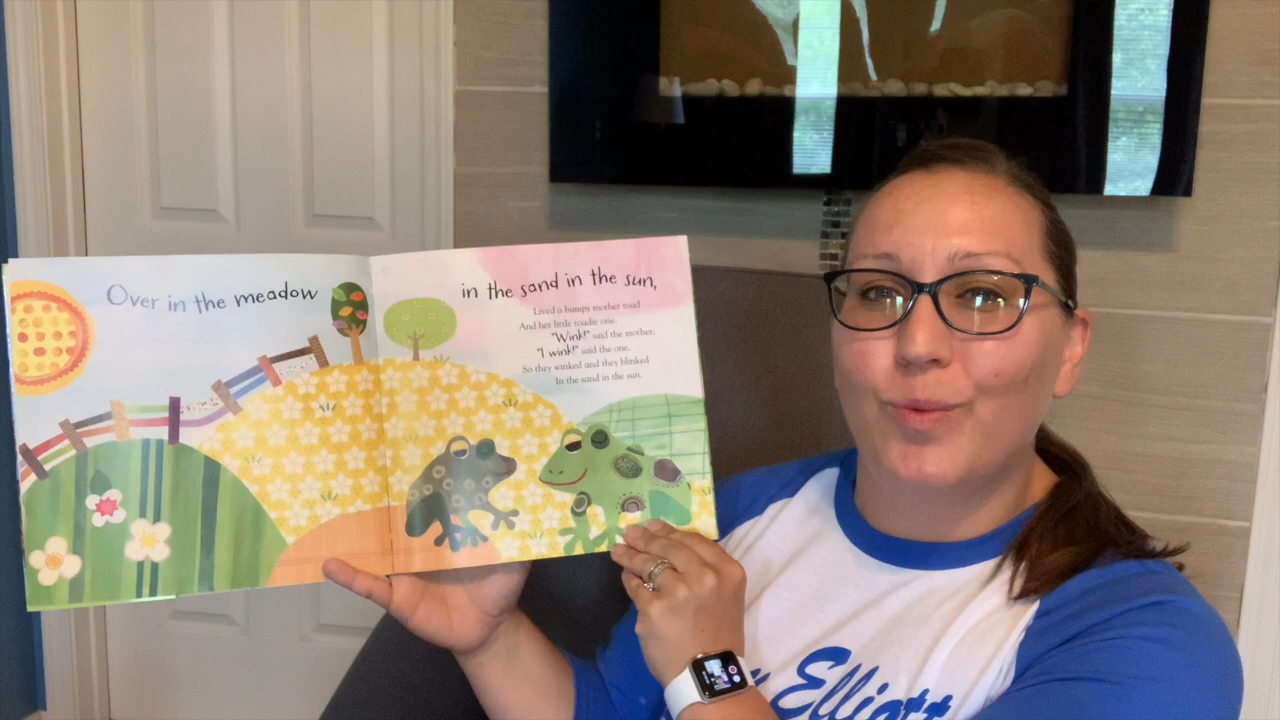 Over in the meadow
in the sand in the sun,
Lived a bumpy mother toad
And her little toadie one.
"Wink!" said the mother;
"I wink!" said the one.
So they winked and they blinked
In the sand in the sun.
Elliott